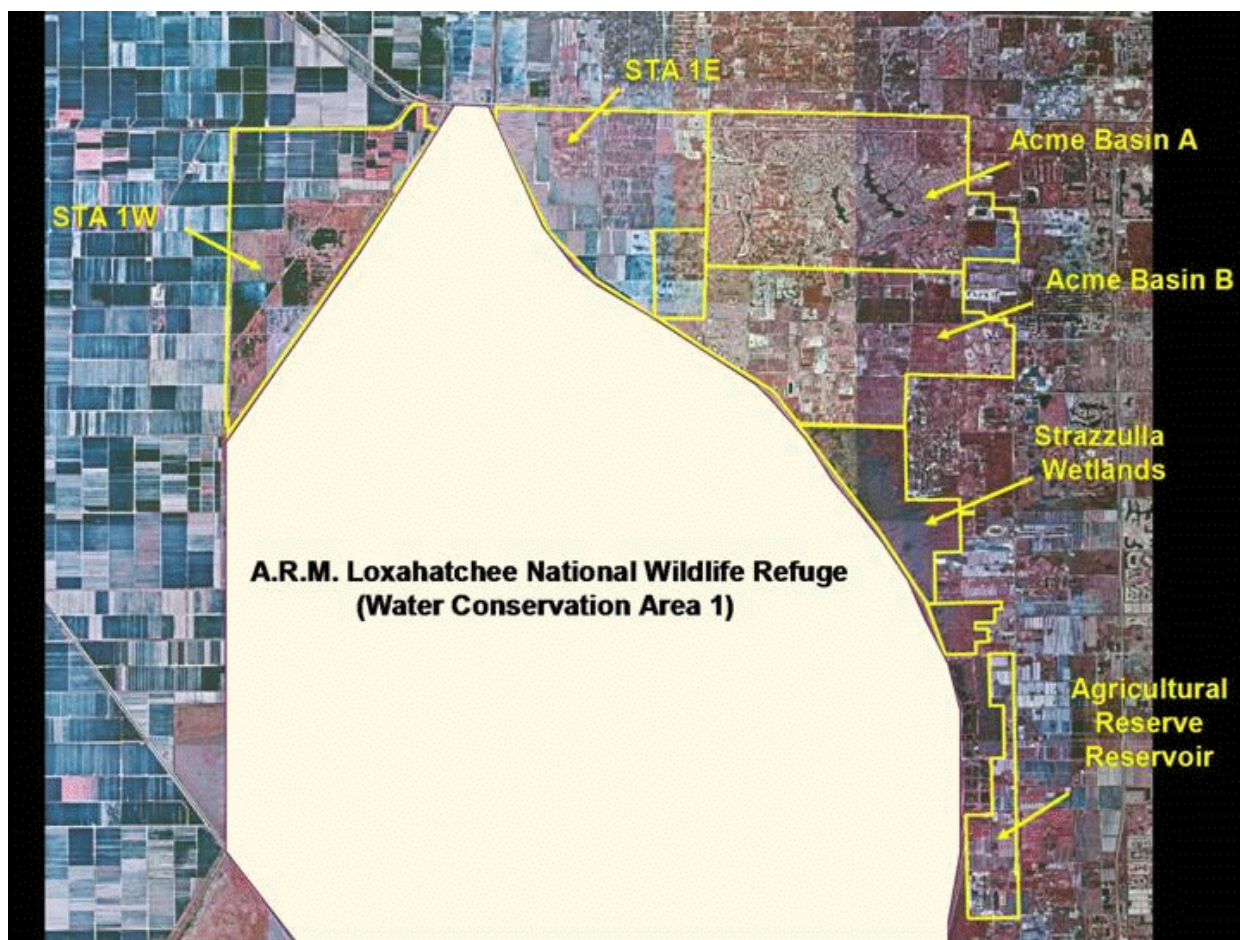 STA 1E
Acme Basin A
STA 1W
Acme Basin B
Strazzulla
Wetlands
A.R.M. Loxahatchee National Wildlife Refuge
(Water Conservation Area 1)
Agricultural
Reserve
Reservoir